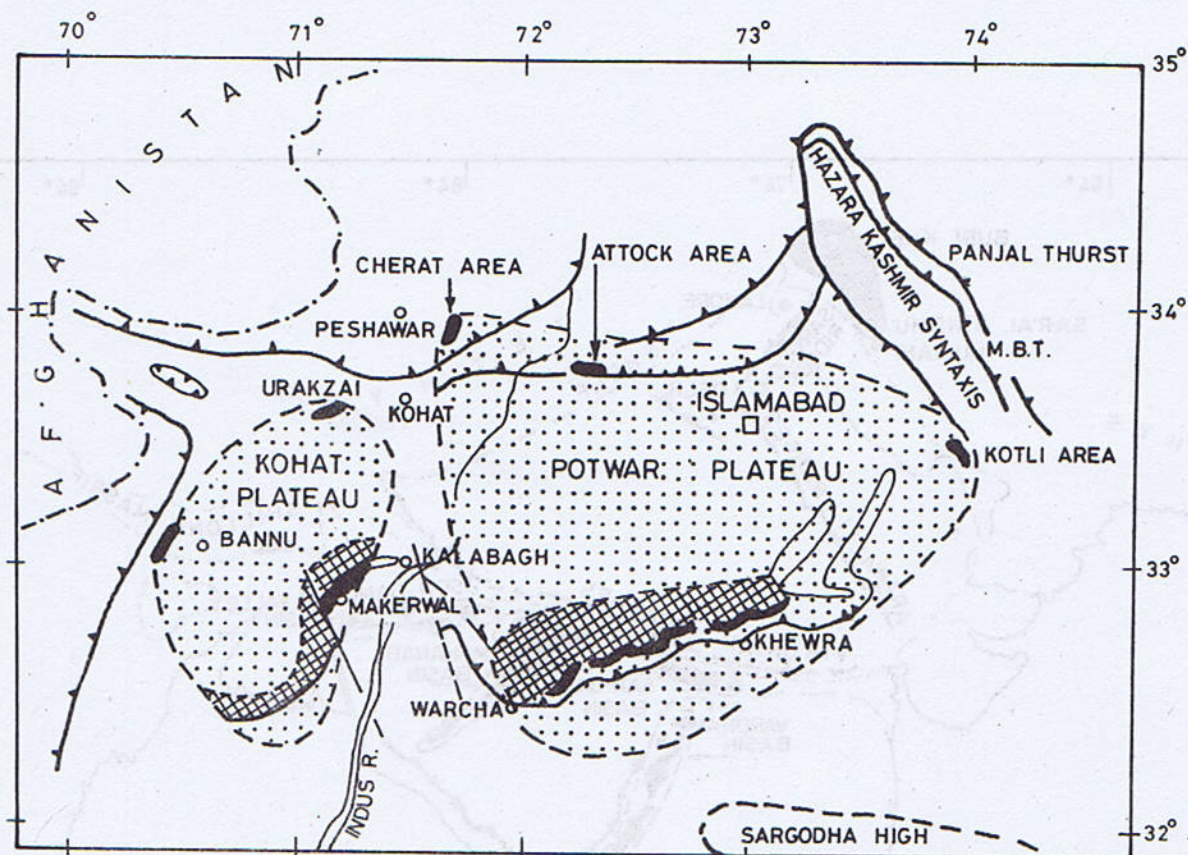 70°
71°
72°
73°
74°
35°
AFGHANISTAN
HAZARA KASHMIR SYNTAXIS
PANJAL THURST
CHERAT AREA
ATTOCK AREA
PESHAWAR
34°
M.B.T.
URAKZAI
KOHAT
ISLAMABAD
KOTLI AREA
KOHAT
PLATEAU
POTWAR PLATEAU
BANNU
KALABAGH
33°
MAKERWAL
KHEWRA
WARCHA
INDUS R.
SARGODHA HIGH
32°